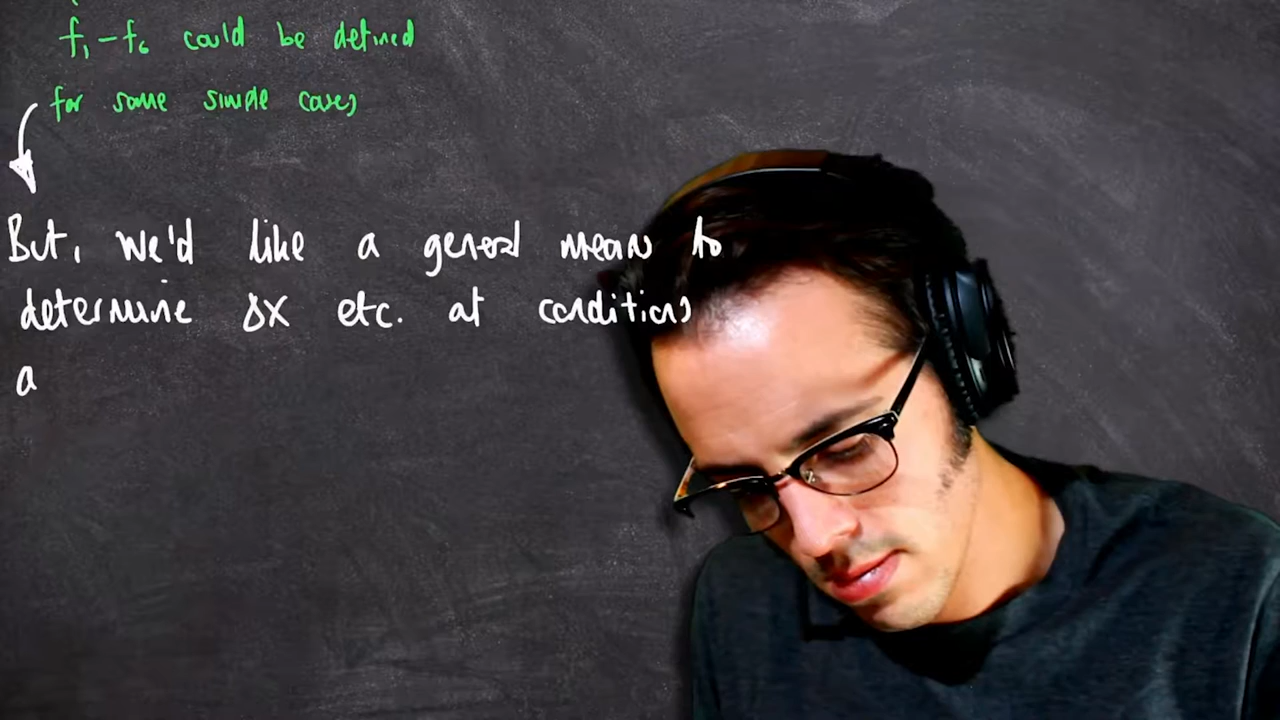 f₁-f₆ could be defined
for some simple cases
But, we'd like a general mean to
determine ΔX etc. at conditions
a